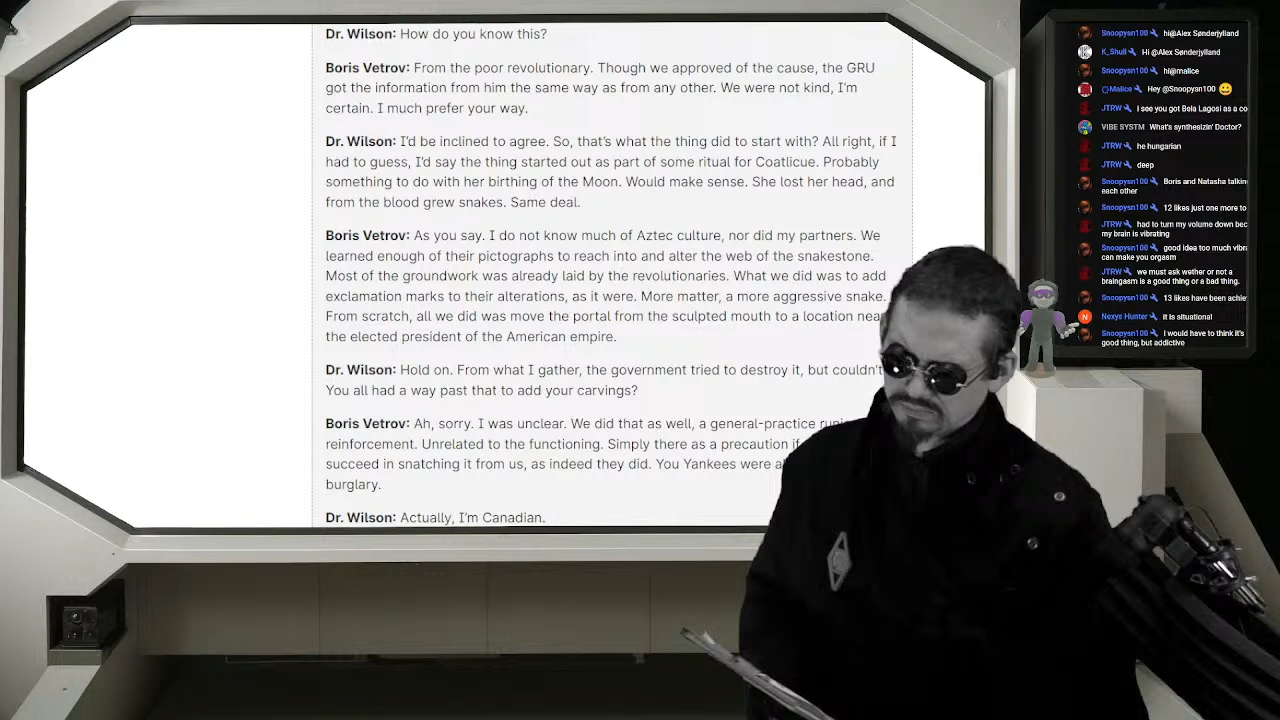 Dr. Wilson: How do you know this?
Boris Vetrov: From the poor revolutionary. Though we approved of the cause, the GRU
got the information from him the same way as from any other. We were not kind, I'm
certain. I much prefer your way.
Dr. Wilson: I'd be inclined to agree. So, that's what the thing did to start with? All right, if I
had to guess, I'd say the thing started out as part of some ritual for Coatlicue. Probably
something to do with her birthing of the Moon. Would make sense. She lost her head, and
from the blood grew snakes. Same deal.
Boris Vetrov: you say. I do not know much of Aztec culture, nor did my partners. We
learned enough of their pictographs to reach into and alter the web of the snakestone.
Most of the groundwork was already laid by the revolutionaries. What we did was to add
exclamation marks to their alterations, as it were. More matter, a more aggressive snake.
From scratch, all we did was move the portal from the sculpted mouth to a location
the elected president of the American empire.
Dr. Wilson: Hold on. From what I gather, the government tried to destroy it, but couldn't
You all had a way past that to add your carvings?
Boris Vetrov: Ah, sorry. I was unclear. We did that as well, a general-practice
reinforcement. Unrelated to the functioning. Simply there as a precaution
succeed in snatching it from us, as indeed they did. You Yankees were
burglary.
Dr. Wilson: Actually, I'm Canadian.
Snoopysn100 hi@Alex Sønderjylland
K_Shull Hi @Alex Sønderjylland
Snoopysn100 hi@malice
Malice Hey @Snoopysn100
JTRW I see you got Bela Lagosi as a co
VIBE SYSTM What's synthesizin' Doctor?
JTRW he hungarian
JTRW deep
Snoopysn100 Boris and Natasha talkin
each other
Snoopysn100 12 likes just one more to
JTRW had to turn my volume down bec
my brain is vibrating
Snoopysn100 good idea too much vibr
can make you orgasm
JTRW we must ask wether or not a
braingasm is a good thing or a bad thing.
Snoopysn100 13 likes have been achie
Nexys Hunter it is situational
Snoopysn100 I would have to think it's
good thing, but addictive